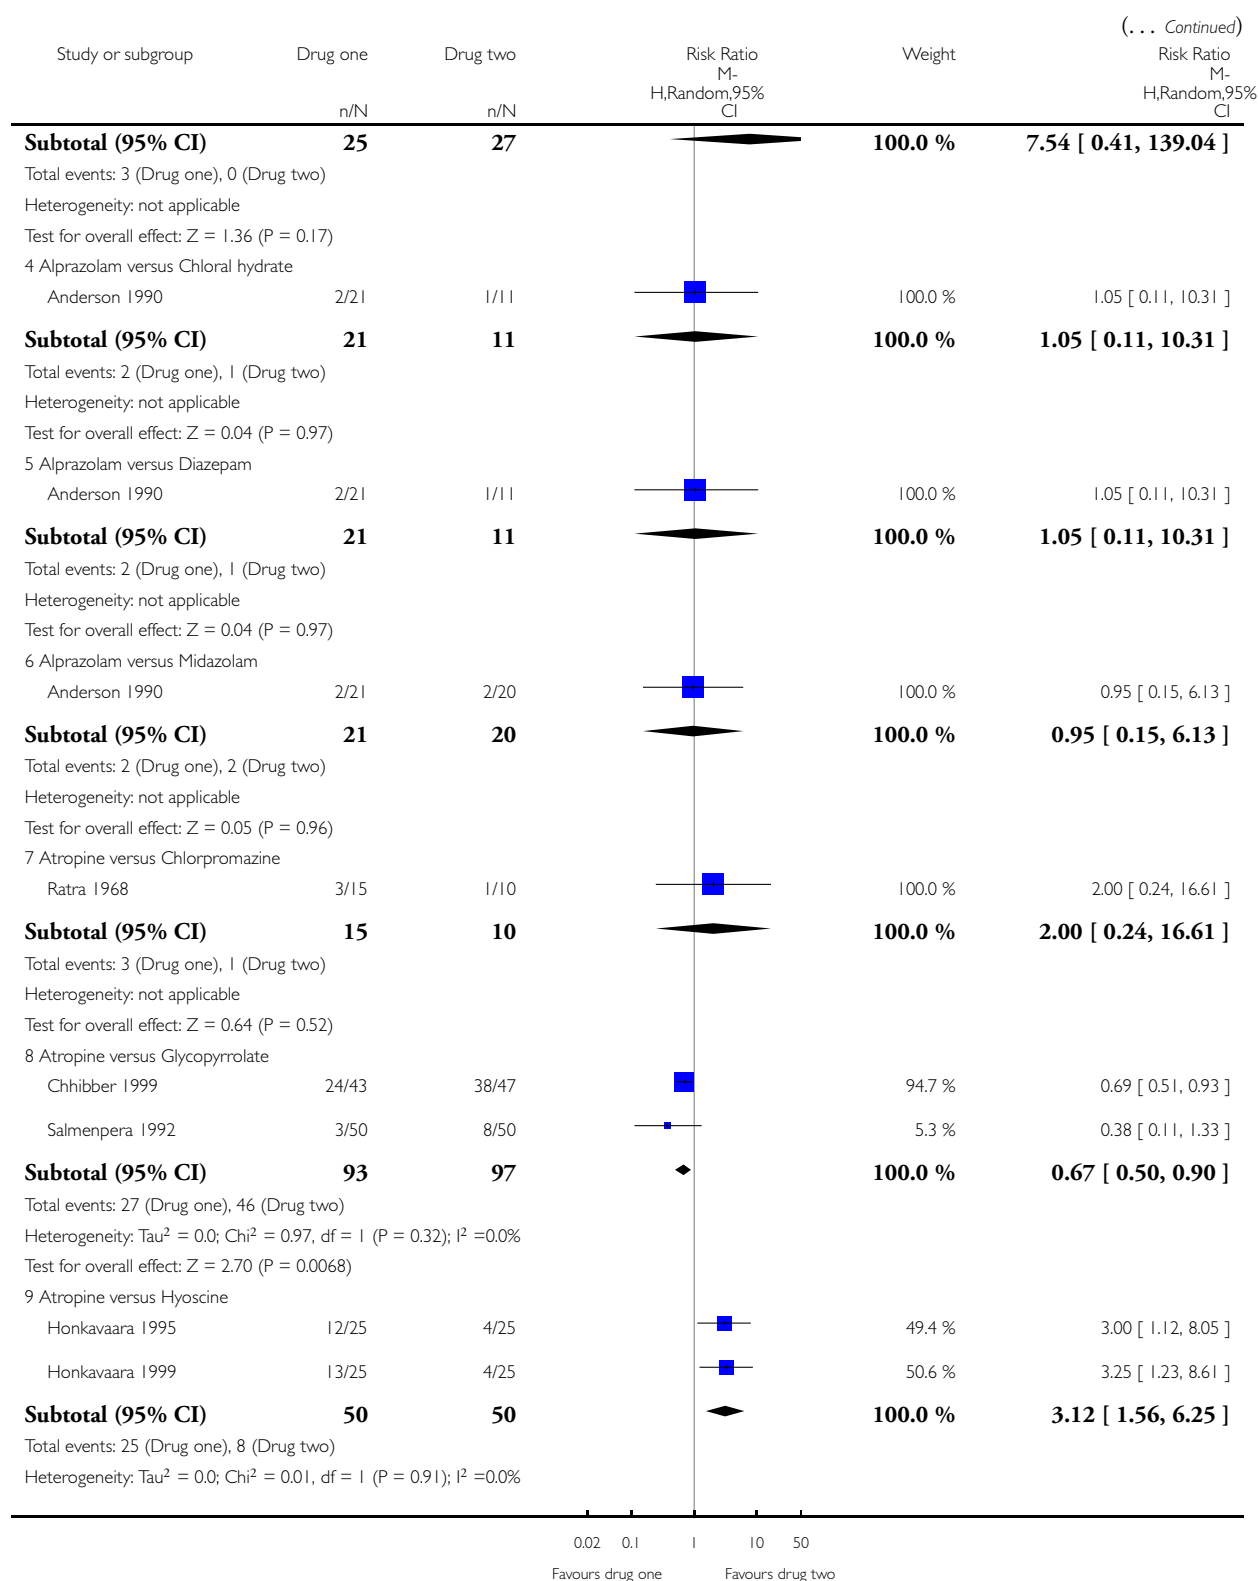 (... Continued)
Study or subgroup Drug one Drug two Risk Ratio Weight Risk Ratio
M- M-
H,Random,95% H,Random,95%
n/N n/N CI CI
Subtotal (95% CI) 25 27 100.0 % 7.54 [ 0.41, 139.04 ]
Total events: 3 (Drug one), 0 (Drug two)
Heterogeneity: not applicable
Test for overall effect: Z = 1.36 (P = 0.17)
4 Alprazolam versus Chloral hydrate
Anderson 1990 2/21 1/11 100.0 % 1.05 [ 0.11, 10.31 ]
Subtotal (95% CI) 21 11 100.0 % 1.05 [ 0.11, 10.31 ]
Total events: 2 (Drug one), 1 (Drug two)
Heterogeneity: not applicable
Test for overall effect: Z = 0.04 (P = 0.97)
5 Alprazolam versus Diazepam
Anderson 1990 2/21 1/11 100.0 % 1.05 [ 0.11, 10.31 ]
Subtotal (95% CI) 21 11 100.0 % 1.05 [ 0.11, 10.31 ]
Total events: 2 (Drug one), 1 (Drug two)
Heterogeneity: not applicable
Test for overall effect: Z = 0.04 (P = 0.97)
6 Alprazolam versus Midazolam
Anderson 1990 2/21 2/20 100.0 % 0.95 [ 0.15, 6.13 ]
Subtotal (95% CI) 21 20 100.0 % 0.95 [ 0.15, 6.13 ]
Total events: 2 (Drug one), 2 (Drug two)
Heterogeneity: not applicable
Test for overall effect: Z = 0.05 (P = 0.96)
7 Atropine versus Chlorpromazine
Ratra 1968 3/15 1/10 100.0 % 2.00 [ 0.24, 16.61 ]
Subtotal (95% CI) 15 10 100.0 % 2.00 [ 0.24, 16.61 ]
Total events: 3 (Drug one), 1 (Drug two)
Heterogeneity: not applicable
Test for overall effect: Z = 0.64 (P = 0.52)
8 Atropine versus Glycopyrrolate
Chhibber 1999 24/43 38/47 94.7 % 0.69 [ 0.51, 0.93 ]
Salmenpera 1992 3/50 8/50 5.3 % 0.38 [ 0.11, 1.33 ]
Subtotal (95% CI) 93 97 100.0 % 0.67 [ 0.50, 0.90 ]
Total events: 27 (Drug one), 46 (Drug two)
Heterogeneity: Tau² = 0.0; Chi² = 0.97, df = 1 (P = 0.32); I² =0.0%
Test for overall effect: Z = 2.70 (P = 0.0068)
9 Atropine versus Hyoscine
Honkavaara 1995 12/25 4/25 49.4 % 3.00 [ 1.12, 8.05 ]
Honkavaara 1999 13/25 4/25 50.6 % 3.25 [ 1.23, 8.61 ]
Subtotal (95% CI) 50 50 100.0 % 3.12 [ 1.56, 6.25 ]
Total events: 25 (Drug one), 8 (Drug two)
Heterogeneity: Tau² = 0.0; Chi² = 0.01, df = 1 (P = 0.91); I² =0.0%
0.02 0.1 1 10 50
Favours drug one Favours drug two